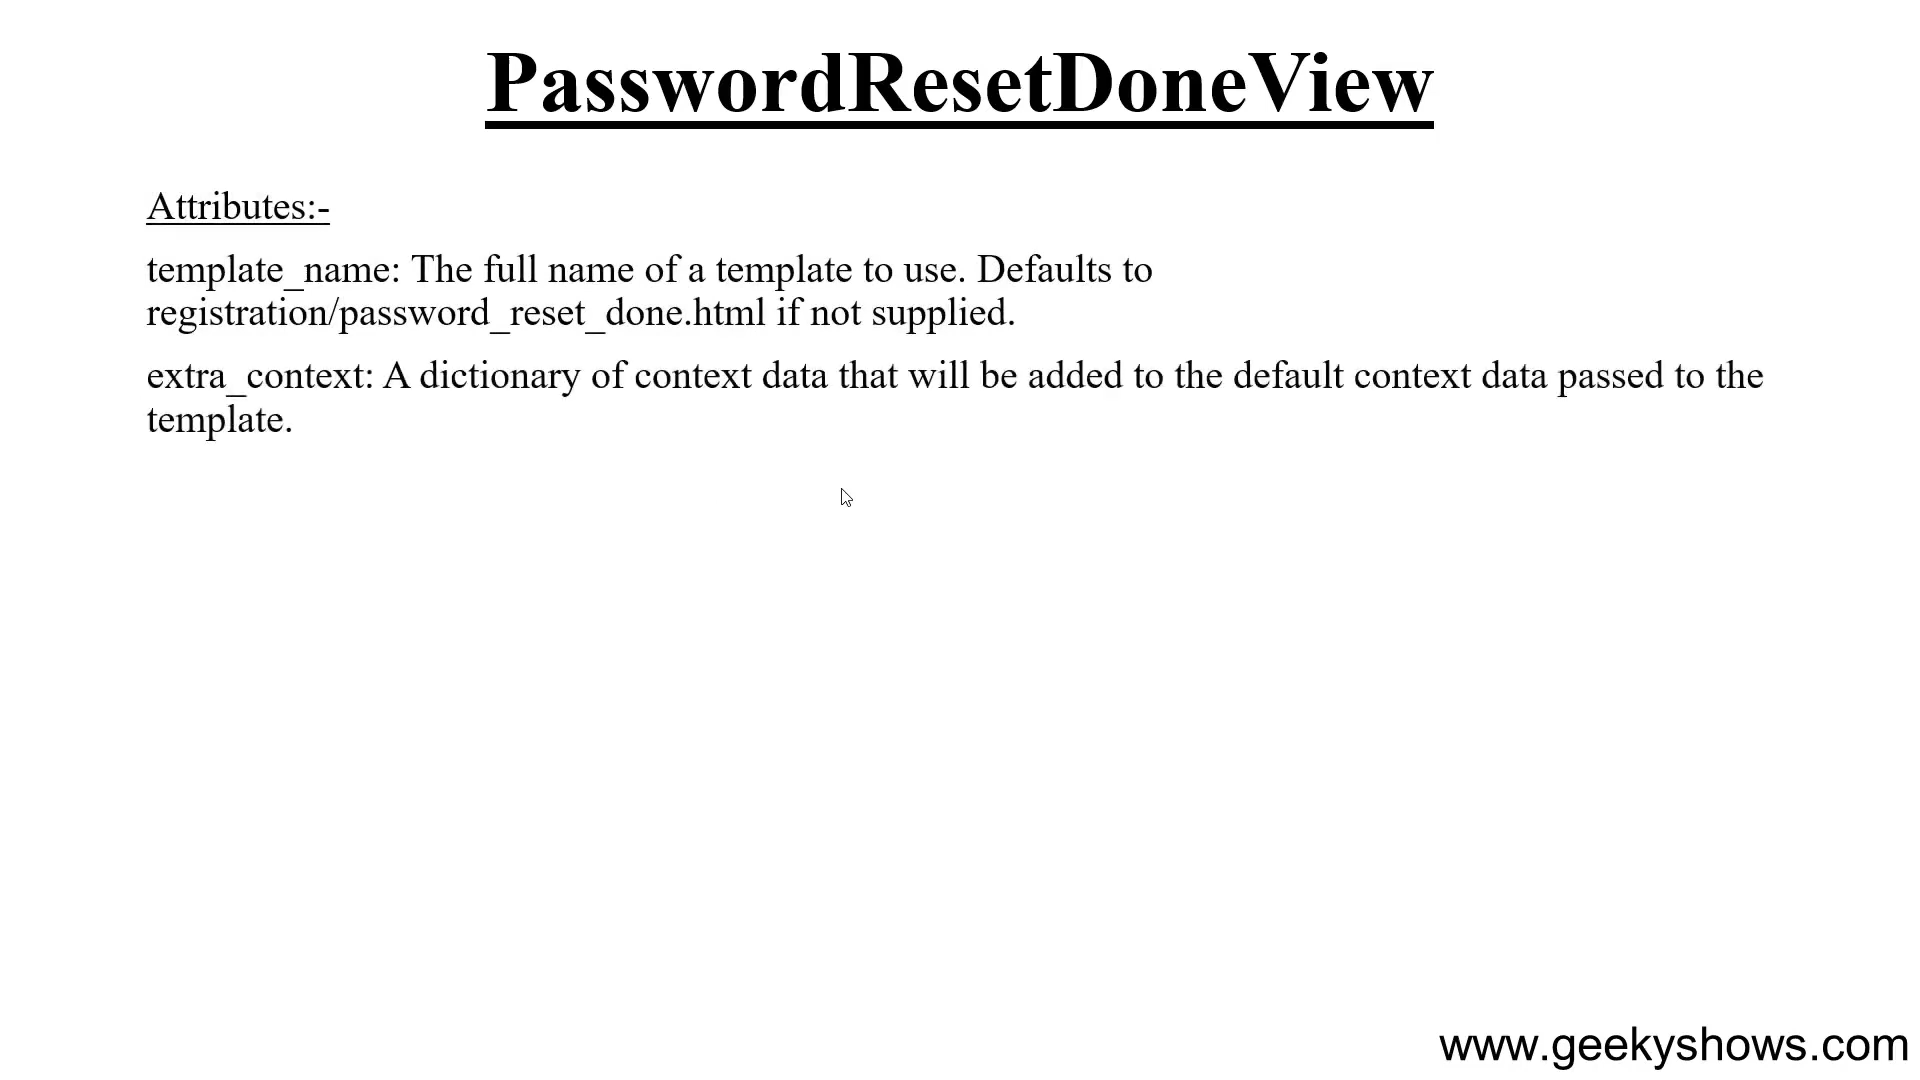 PasswordResetDoneView
Attributes:-
template_name: The full name of a template to use. Defaults to
registration/password_reset_done.html if not supplied.
extra_context: A dictionary of context data that will be added to the default context data passed to the
template.
www.geekyshows.com